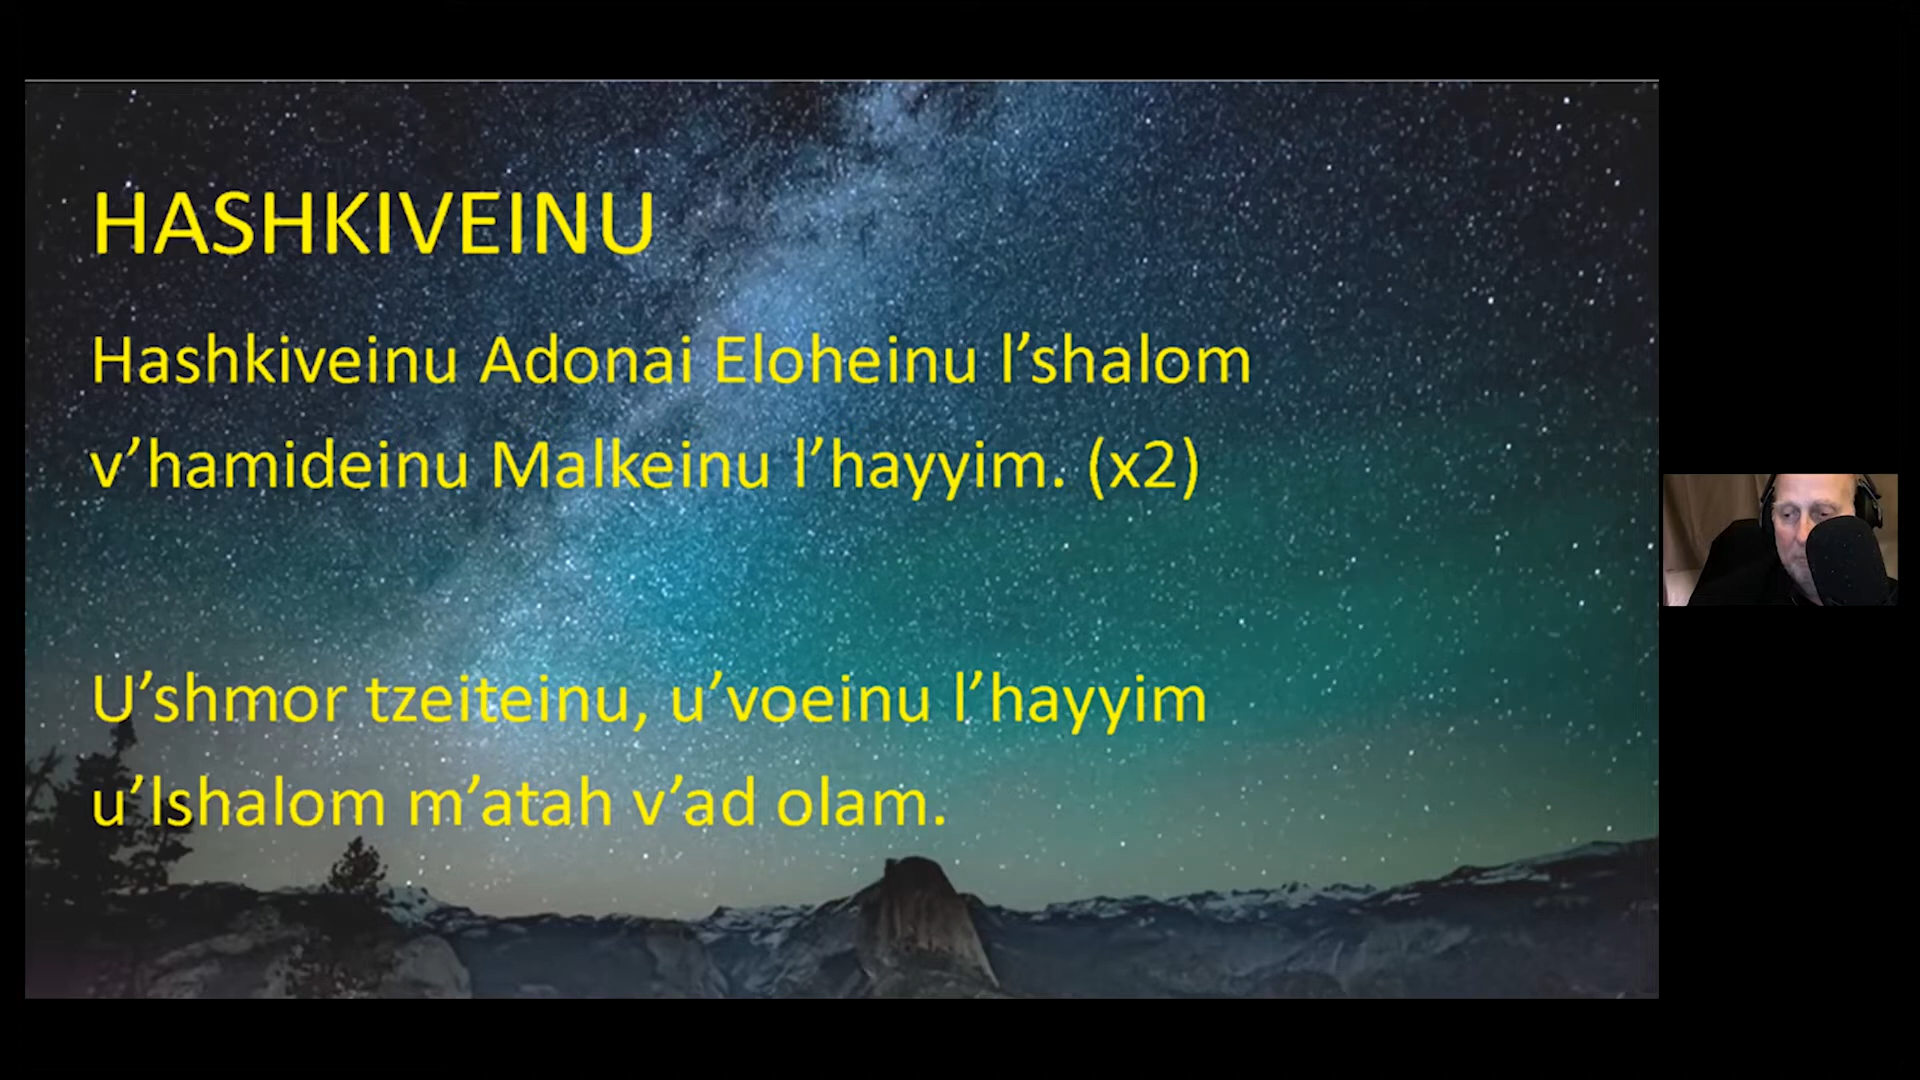 HASHKIVEINU
Hashkiveinu Adonai Eloheinu l’shalom
v’hamideinu Malkeinu l’hayyim. (x2)
U’shmor tzeiteinu, u’voeinu l’hayyim
u’lshalom m’atah v’ad olam.